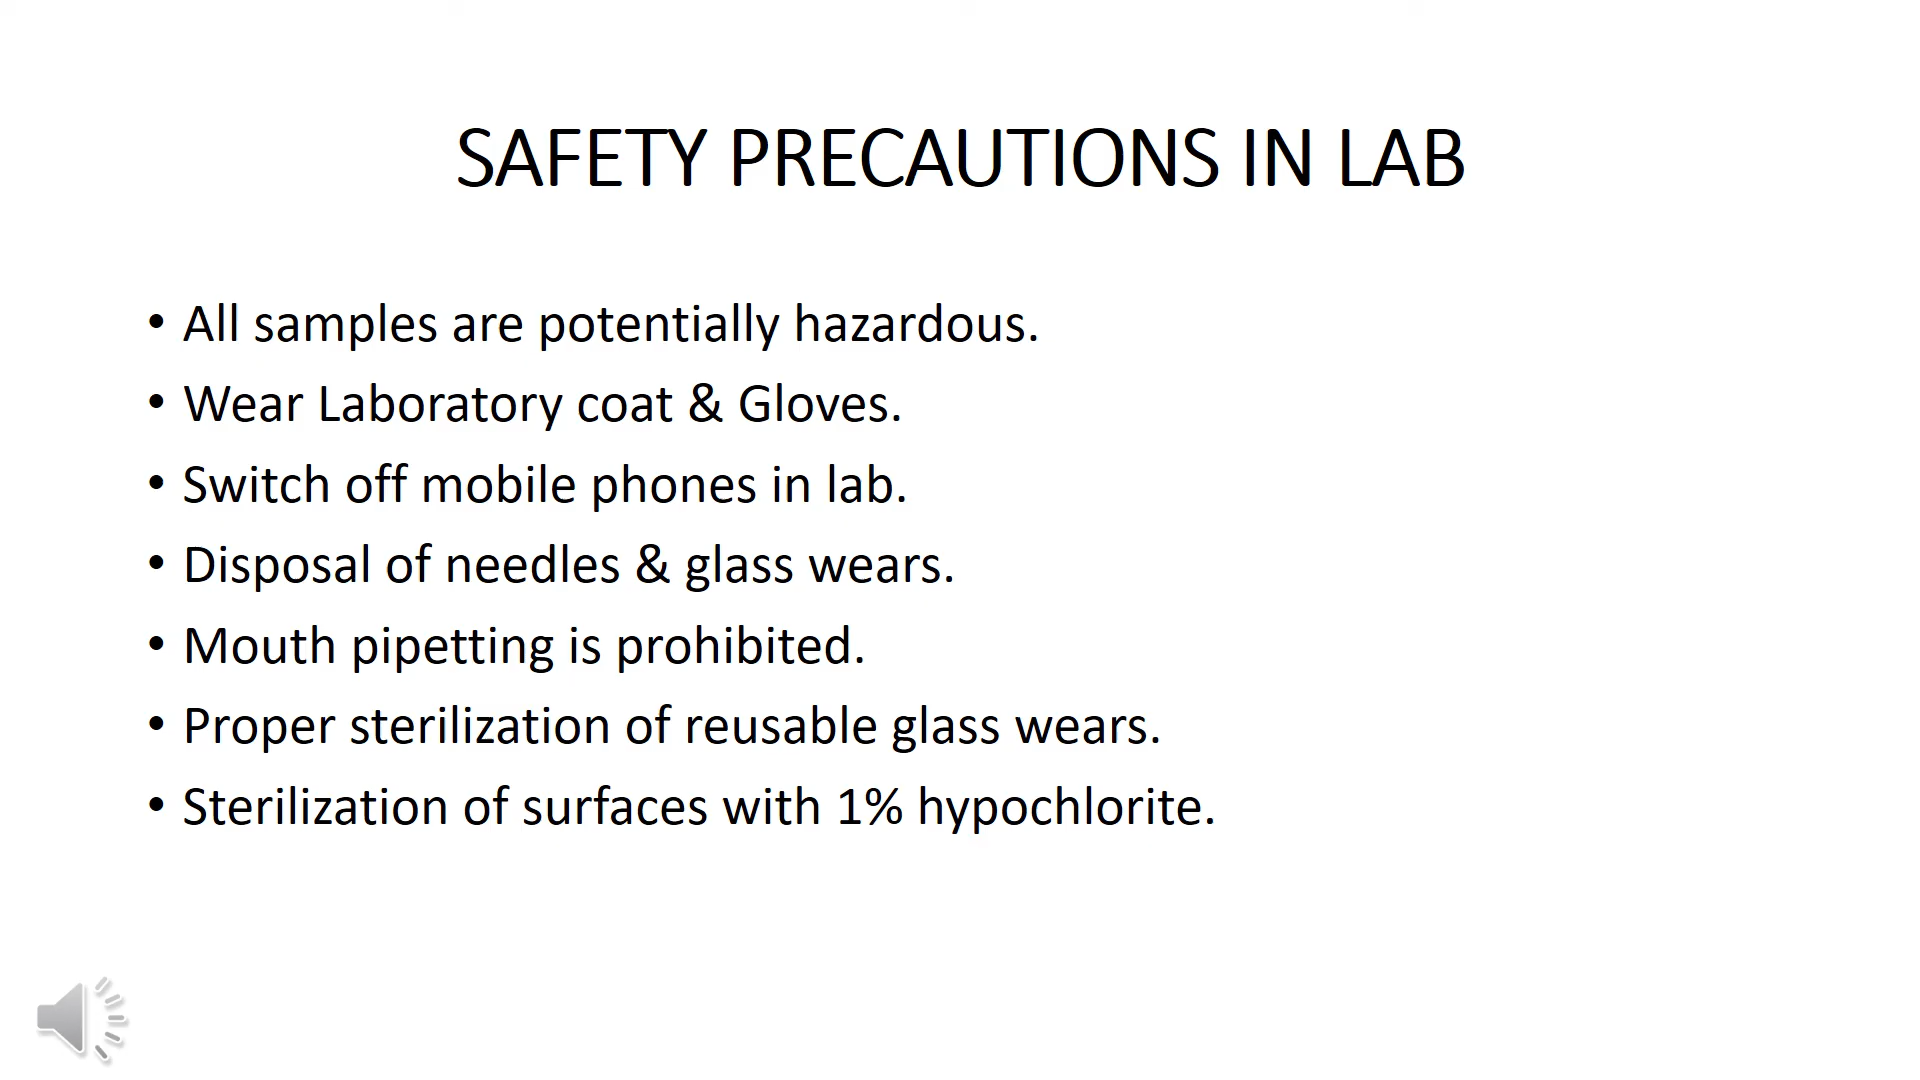 SAFETY PRECAUTIONS IN LAB
• All samples are potentially hazardous.
• Wear Laboratory coat & Gloves.
• Switch off mobile phones in lab.
• Disposal of needles & glass wears.
• Mouth pipetting is prohibited.
• Proper sterilization of reusable glass wears.
• Sterilization of surfaces with 1% hypochlorite.